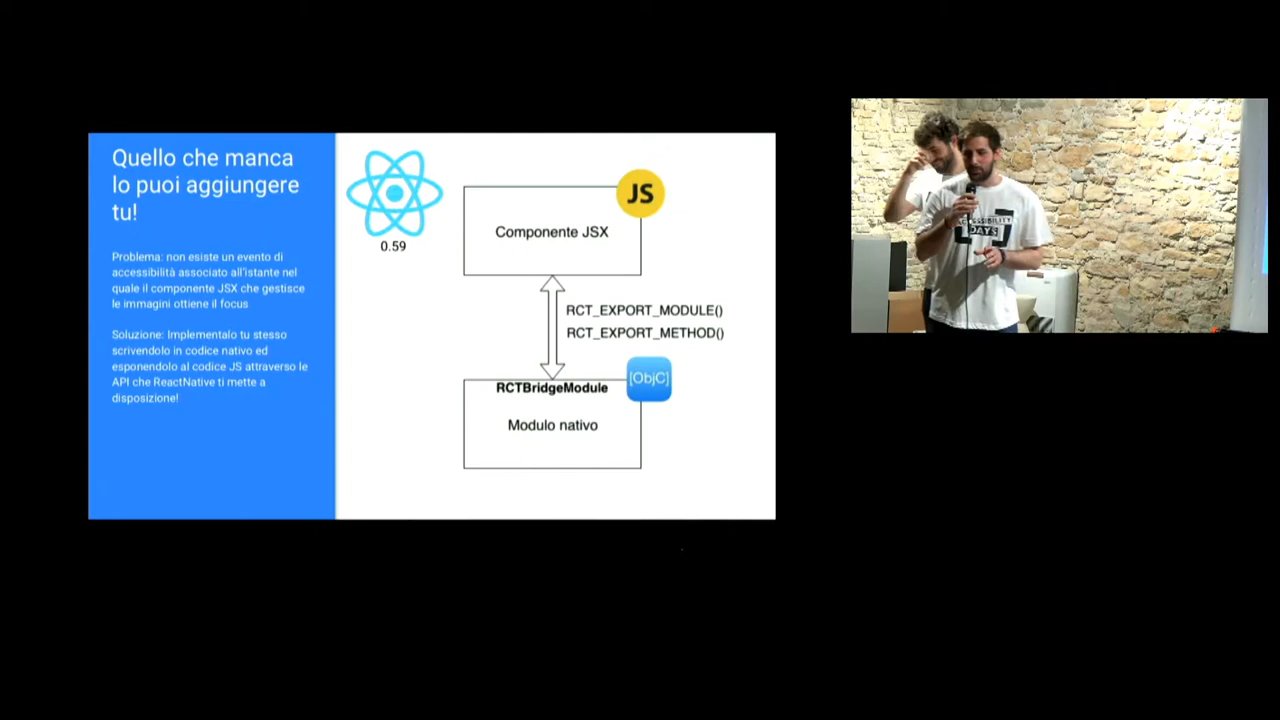 Quello che manca
lo puoi aggiungere
tu!
Problema: non esiste un evento di
accessibilità associato all'istante nel
quale il componente JSX che gestisce
le immagini ottiene il focus
Soluzione: Implementalo tu stesso
scrivendolo in codice nativo ed
esponendolo al codice JS attraverso le
API che ReactNative ti mette a
disposizione!
0.59
JS
Componente JSX
RCT_EXPORT_MODULE()
RCT_EXPORT_METHOD()
[ObjC]
RCTBridgeModule
Modulo nativo
ACCESSIBILITY
DAYS